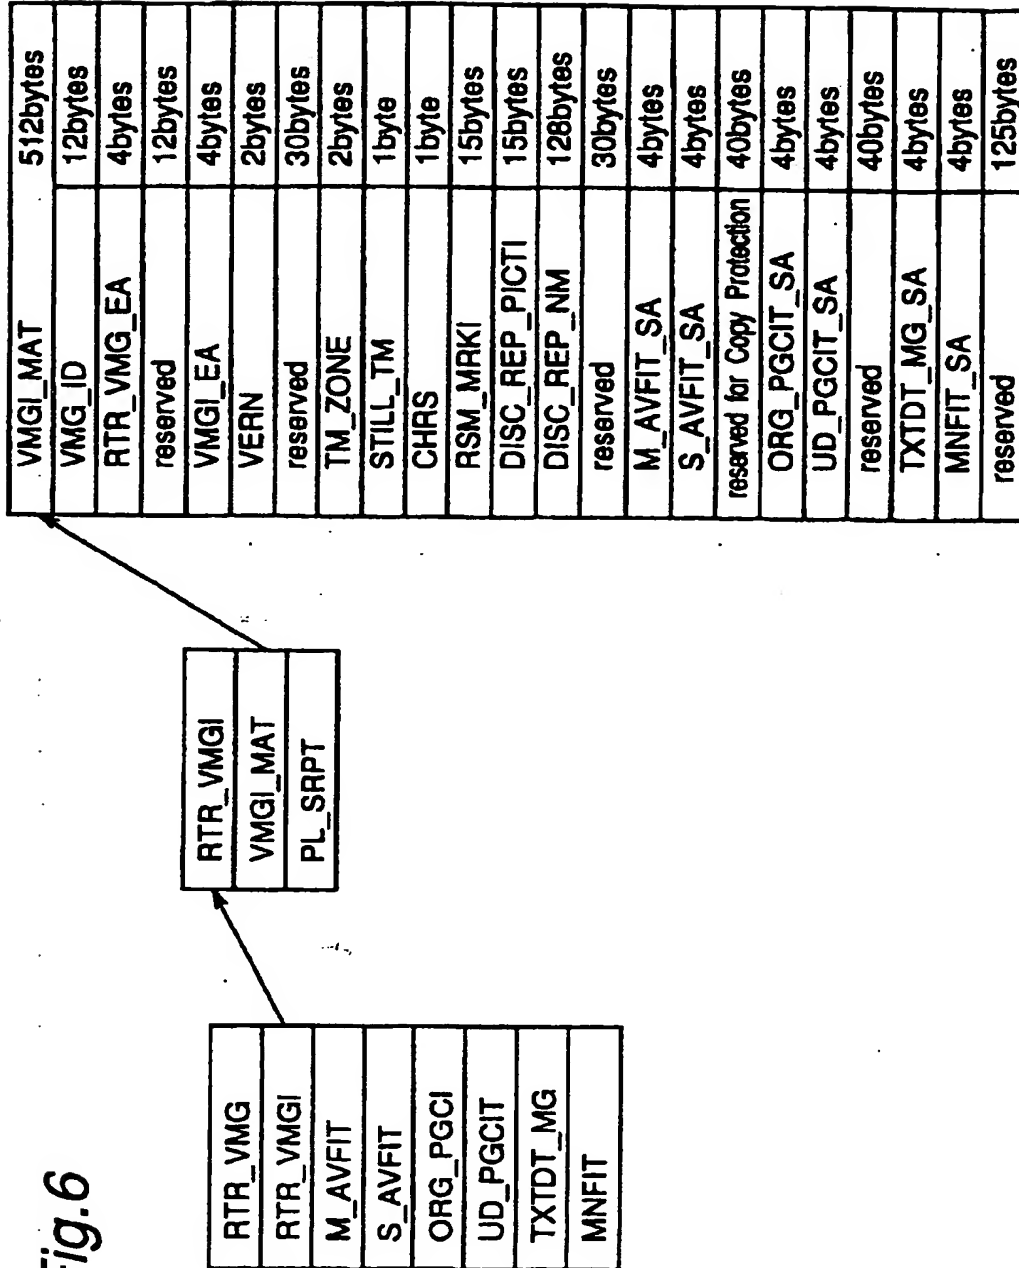 Fig.6
RTR_VMG
RTR_VMGI
M_AVFIT
S_AVFIT
ORG_PGCI
UD_PGCIT
TXTDT_MG
MNFIT
RTR_VMGI
VMGI_MAT
PL_SRPT
VMGI_MAT 512bytes
VMG_ID 12bytes
RTR_VMG_EA 4bytes
reserved 12bytes
VMGI_EA 4bytes
VERN 2bytes
reserved 30bytes
TM_ZONE 2bytes
STILL_TM 1byte
CHRS 1byte
RSM_MRKI 15bytes
DISC_REP_PICTI 15bytes
DISC_REP_NM 128bytes
reserved 30bytes
M_AVFIT_SA 4bytes
S_AVFIT_SA 4bytes
reserved for Copy Protection 40bytes
ORG_PGCIT_SA 4bytes
UD_PGCIT_SA 4bytes
reserved 40bytes
TXTDT_MG_SA 4bytes
MNFIT_SA 4bytes
reserved 125bytes